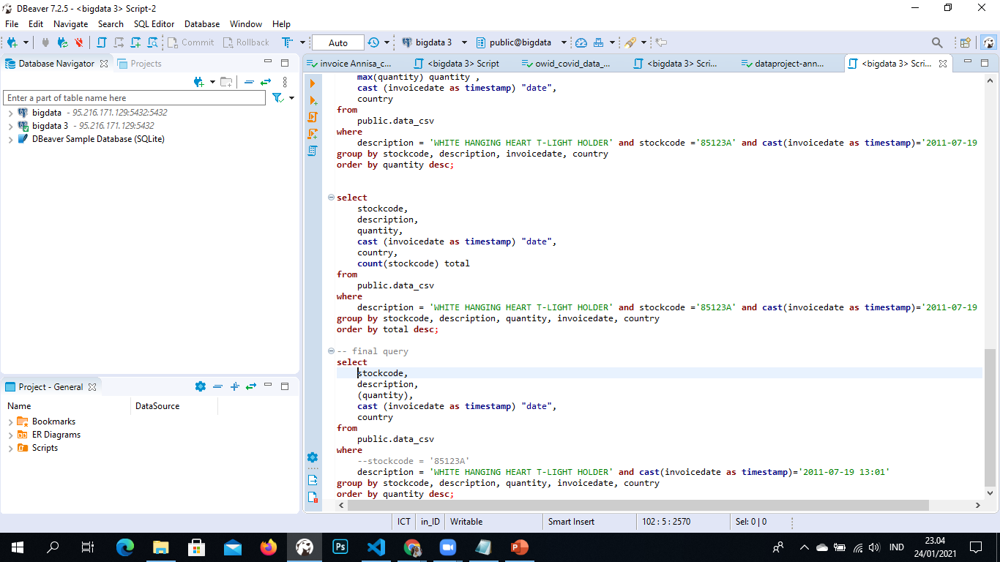 DBeaver 7.2.5 - <bigdata 3> Script-2
File Edit Navigate Search SQL Editor Database Window Help
Commit Rollback Auto bigdata 3 public@bigdata
Database Navigator Projects
invoice Annisa_c... <bigdata 3> Script owid_covid_data_... <bigdata 3> Scri... dataproject-ann... <bigdata 3> Scri...
Enter a part of table name here
bigdata - 95.216.171.129:5432:5432
bigdata 3 - 95.216.171.129:5432
DBeaver Sample Database (SQLite)
max(quantity) quantity ,
cast (invoicedate as timestamp) "date",
country
from
public.data_csv
where
description = 'WHITE HANGING HEART T-LIGHT HOLDER' and stockcode ='85123A' and cast(invoicedate as timestamp)='2011-07-19
group by stockcode, description, invoicedate, country
order by quantity desc;
select
stockcode,
description,
quantity,
cast (invoicedate as timestamp) "date",
country,
count(stockcode) total
from
public.data_csv
where
description = 'WHITE HANGING HEART T-LIGHT HOLDER' and stockcode ='85123A' and cast(invoicedate as timestamp)='2011-07-19
group by stockcode, description, quantity, invoicedate, country
order by total desc;
-- final query
select
stockcode,
description,
(quantity),
cast (invoicedate as timestamp) "date",
country
from
public.data_csv
where
--stockcode = '85123A'
description = 'WHITE HANGING HEART T-LIGHT HOLDER' and cast(invoicedate as timestamp)='2011-07-19 13:01'
group by stockcode, description, quantity, invoicedate, country
order by quantity desc;
Project - General
Name DataSource
Bookmarks
ER Diagrams
Scripts
ICT in_ID Writable Smart Insert 102 : 5 : 2570 Sel: 0 | 0
Ps
IND
23.04
24/01/2021